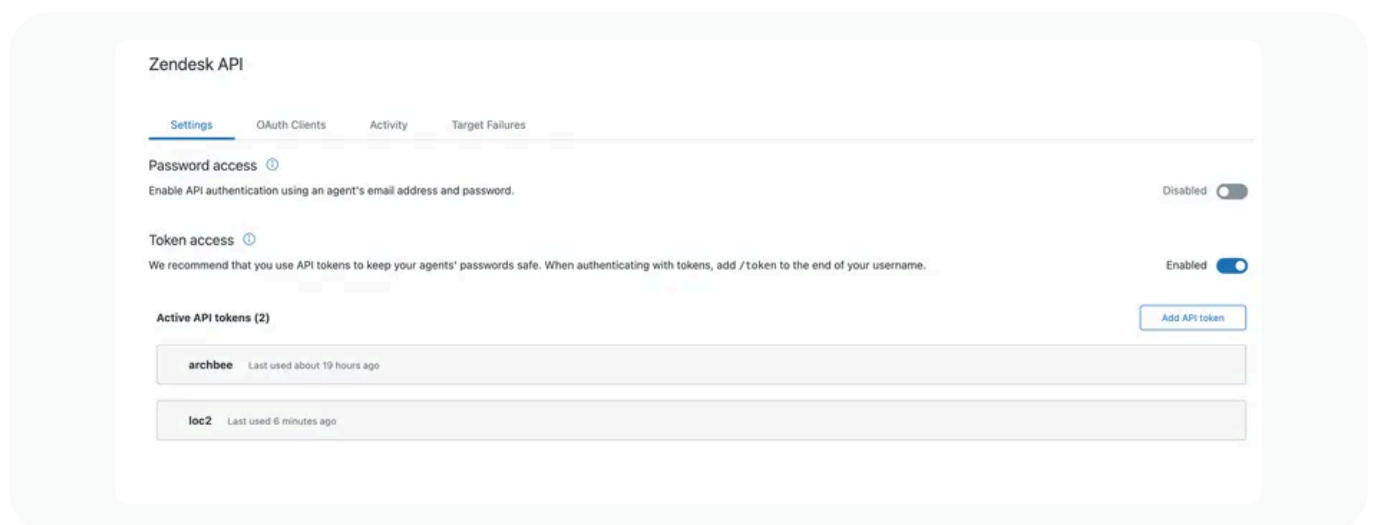 Zendesk API
Settings OAuth Clients Activity Target Failures
Password access
Enable API authentication using an agent's email address and password. Disabled
Token access
We recommend that you use API tokens to keep your agents' passwords safe. When authenticating with tokens, add /token to the end of your username. Enabled
Active API tokens (2) Add API token
archbee Last used about 19 hours ago
loc2 Last used 6 minutes ago